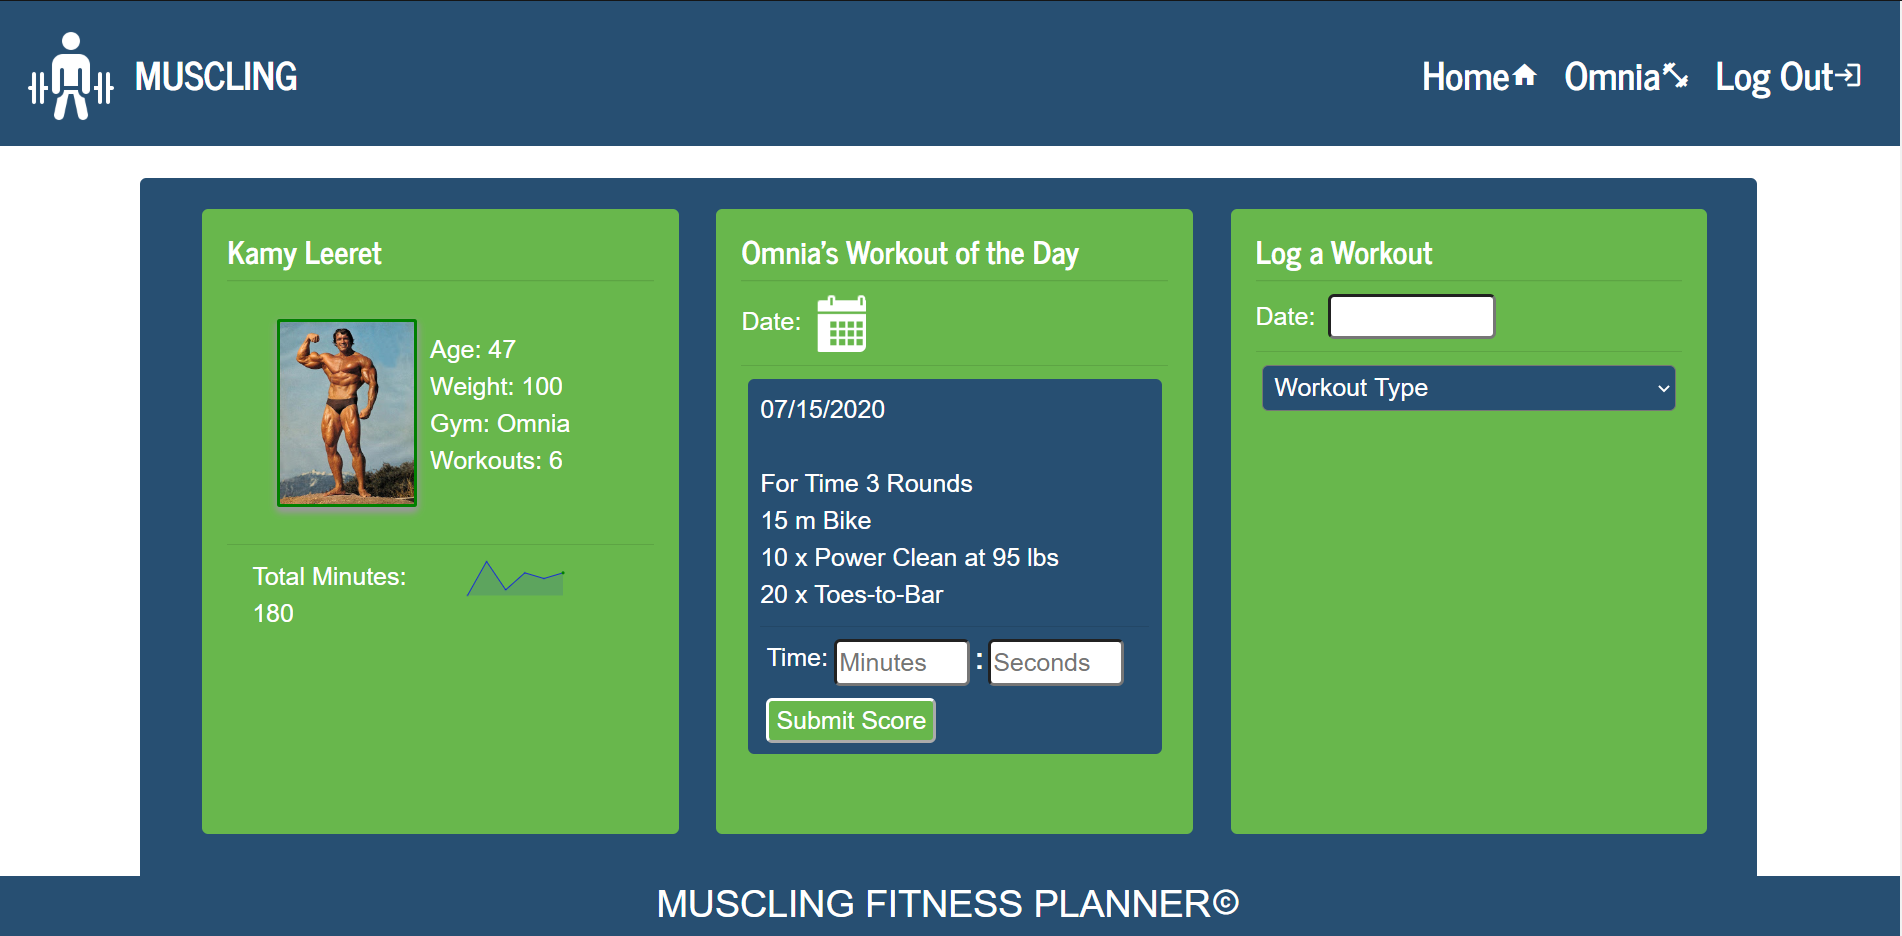 MUSCLING
Home Omnia Log Out
Kamy Leeret
Age: 47
Weight: 100
Gym: Omnia
Workouts: 6
Total Minutes:
180
Omnia's Workout of the Day
Date:
07/15/2020
For Time 3 Rounds
15 m Bike
10 x Power Clean at 95 lbs
20 x Toes-to-Bar
Time: Minutes : Seconds
Submit Score
Log a Workout
Date:
Workout Type
MUSCLING FITNESS PLANNER©